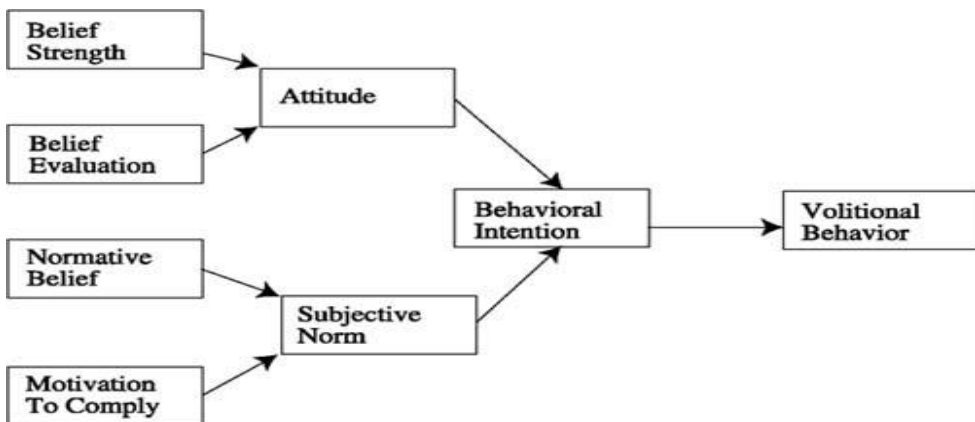 Belief
Strength
Attitude
Belief
Evaluation
Behavioral
Intention
Volitional
Behavior
Normative
Belief
Subjective
Norm
Motivation
To Comply